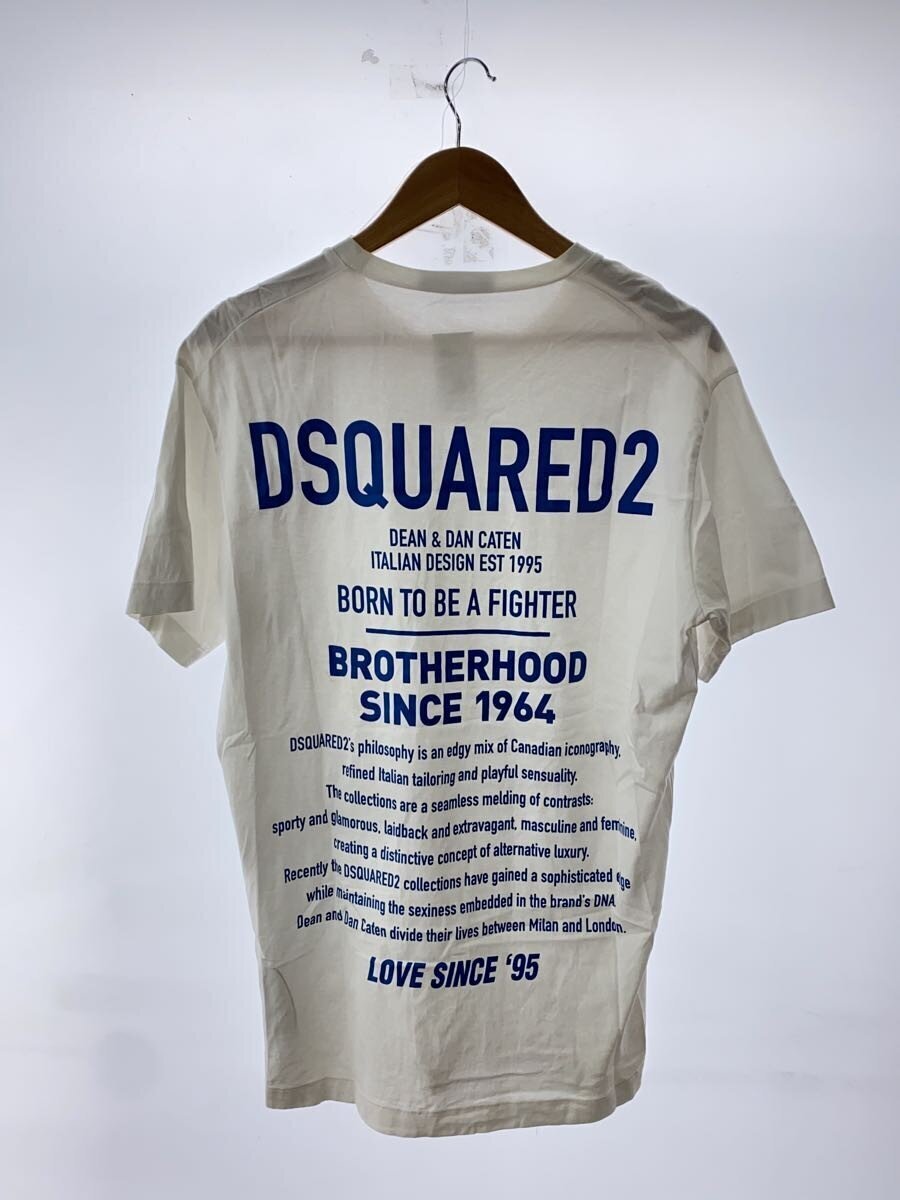 DSQUARED2
DEAN & DAN CATEN
ITALIAN DESIGN EST 1995
BORN TO BE A FIGHTER
BROTHERHOOD
SINCE 1964
DSQUARED2's philosophy is an edgy mix of Canadian iconography,
refined Italian tailoring and playful sensuality.
The collections are a seamless melding of contrasts:
sporty and glamorous, laidback and extravagant, masculine and feminine,
creating a distinctive concept of alternative luxury.
Recently the DSQUARED2 collections have gained a sophisticated edge
while maintaining the sexiness embedded in the brand's DNA
Dean and Dan Caten divide their lives between Milan and London.
LOVE SINCE '95